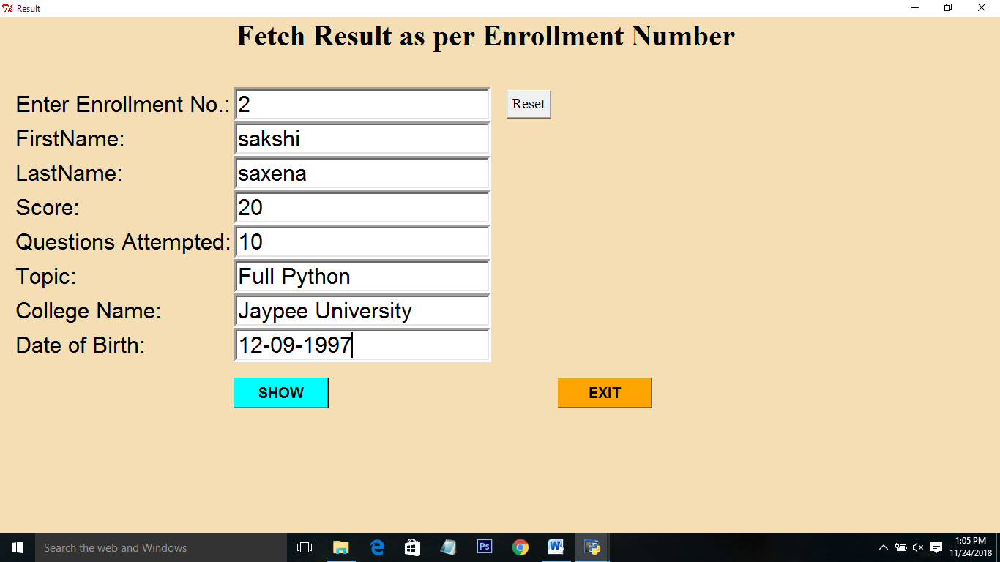 Result
Fetch Result as per Enrollment Number
Enter Enrollment No.: 2 Reset
FirstName: sakshi
LastName: saxena
Score: 20
Questions Attempted: 10
Topic: Full Python
College Name: Jaypee University
Date of Birth: 12-09-1997
SHOW EXIT
Search the web and Windows
Ps
W
1:05 PM
11/24/2018